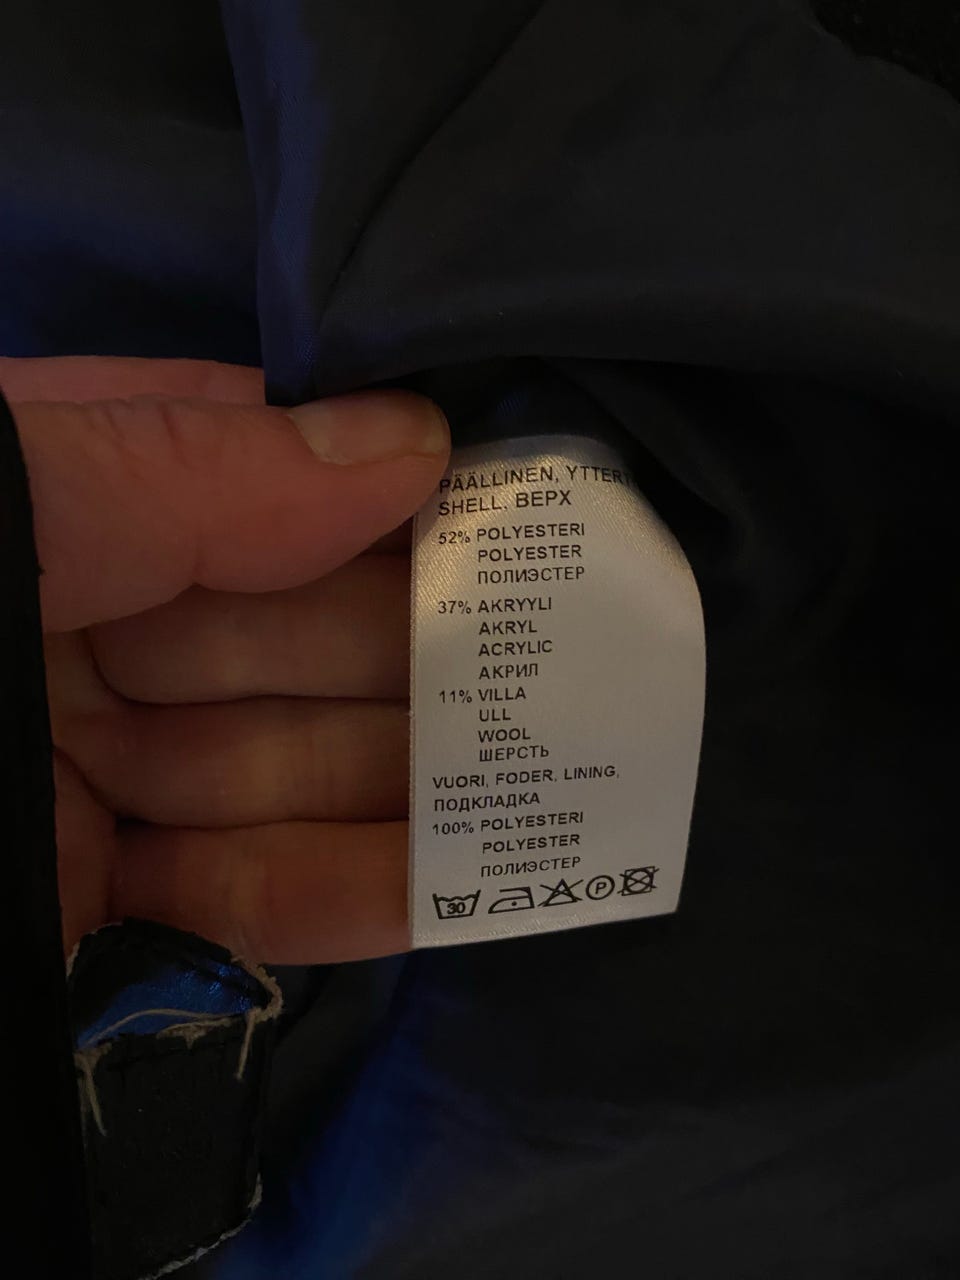 PÄÄLLINEN,
SHELL, ВЕРХ
52% POLYESTERI
POLYESTER
ПОЛИЭСТЕР
37% AKRYYLI
AKRYL
ACRYLIC
АКРИЛ
11% VILLA
ULL
WOOL
ШЕРСТЬ
VUORI, FODER, LINING,
ПОДКЛАДКА
100% POLYESTERI
POLYESTER
ПОЛИЭСТЕР
30 P